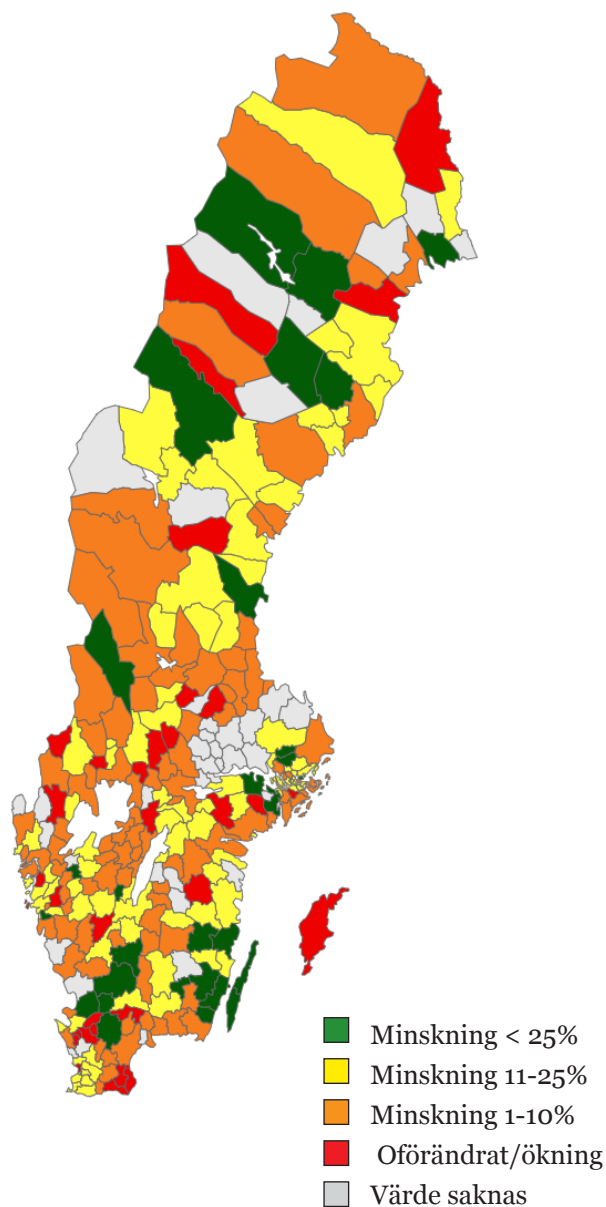 Minskning < 25%
Minskning 11-25%
Minskning 1-10%
Oförändrat/ökning
Värde saknas